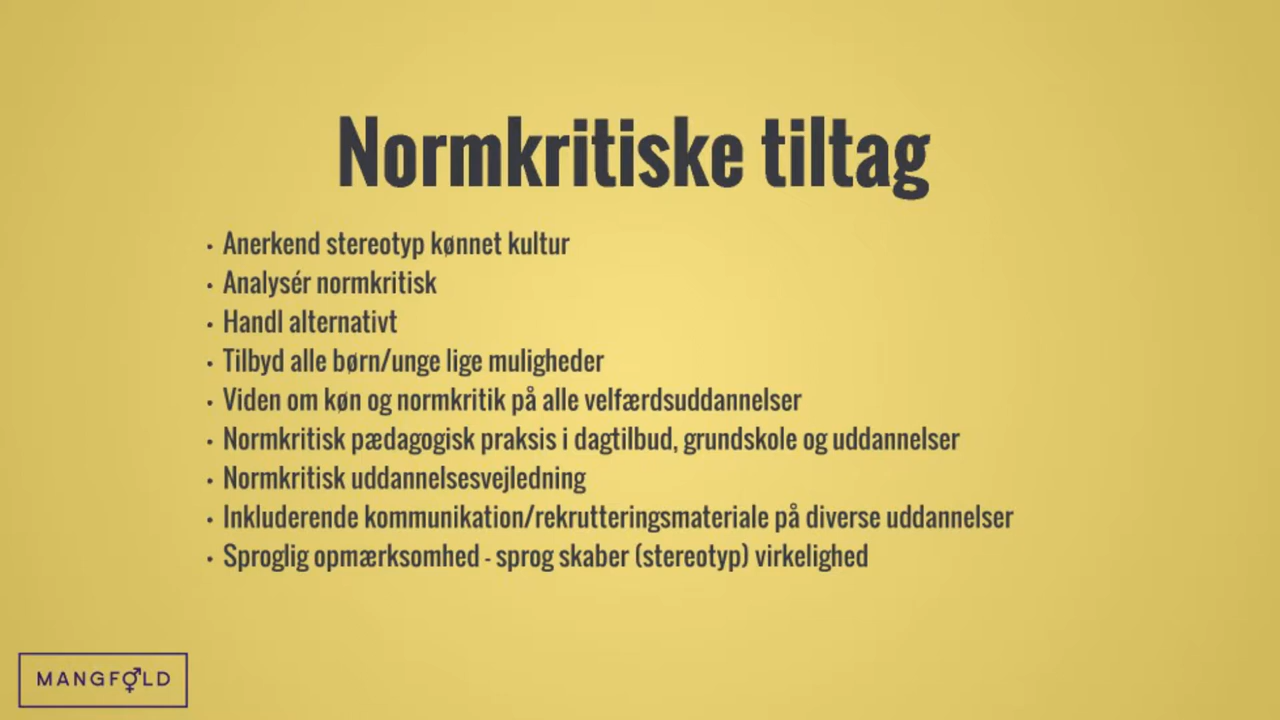 Normkritiske tiltag
• Anerkend stereotyp kønnet kultur
• Analysér normkritisk
• Handl alternativt
• Tilbyd alle børn/unge lige muligheder
• Viden om køn og normkritik på alle velfærdsuddannelser
• Normkritisk pædagogisk praksis i dagtilbud, grundskole og uddannelser
• Normkritisk uddannelsesvejledning
• Inkluderende kommunikation/rekrutteringsmateriale på diverse uddannelser
• Sproglig opmærksomhed - sprog skaber (stereotyp) virkelighed
MANGFOLD